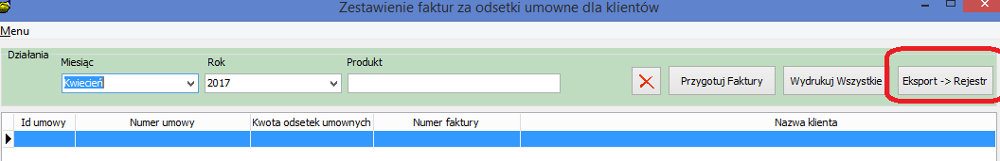 Zestawienie faktur za odsetki umowne dla klientów
Menu
Działania
Miesiąc Rok Produkt
Kwiecień 2017 Przygotuj Faktury Wydrukuj Wszystkie Eksport -> Rejestr
Id umowy Numer umowy Kwota odsetek umownych Numer faktury Nazwa klienta